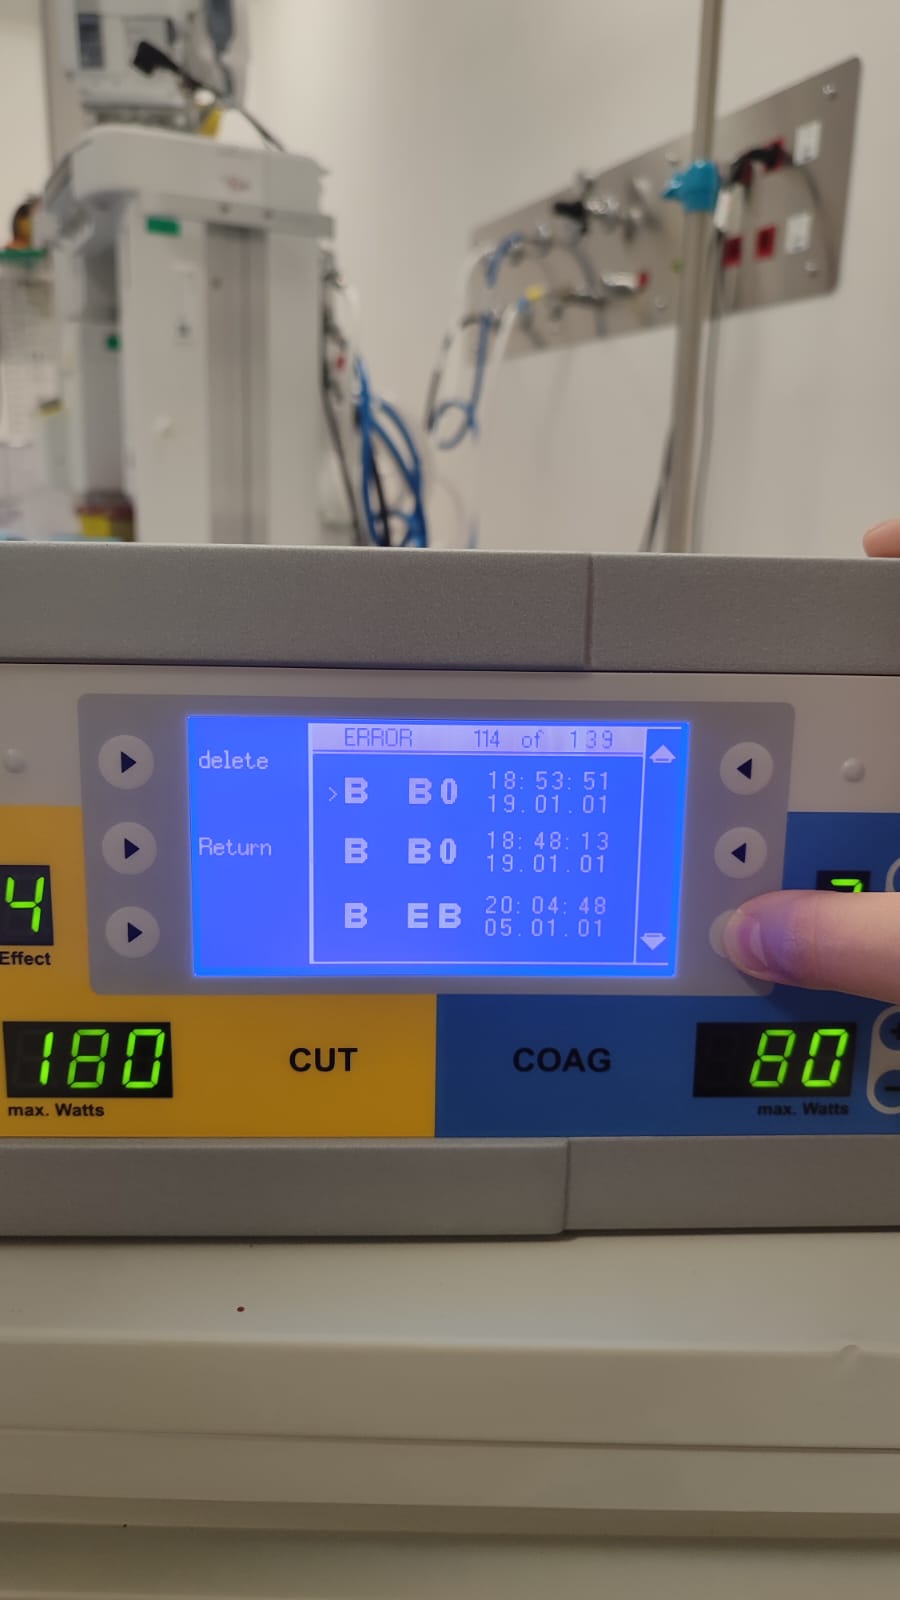 ERROR 114 of 139
delete
> B B0 18:53:51
19.01.01
Return
B B0 18:48:13
19.01.01
B EB 20:04:48
05.01.01
4
Effect
180
max. Watts
CUT
COAG
80
max. Watts